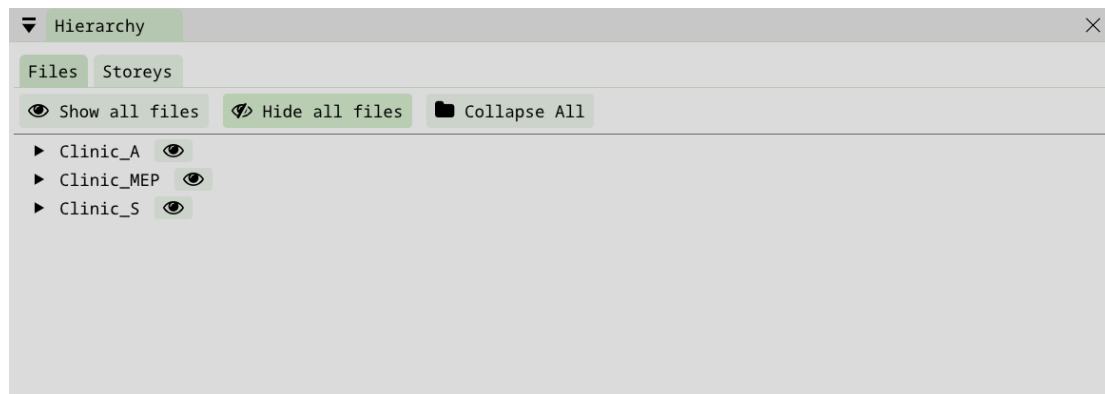 Hierarchy
Files Storeys
Show all files Hide all files Collapse All
Clinic_A
Clinic_MEP
Clinic_S